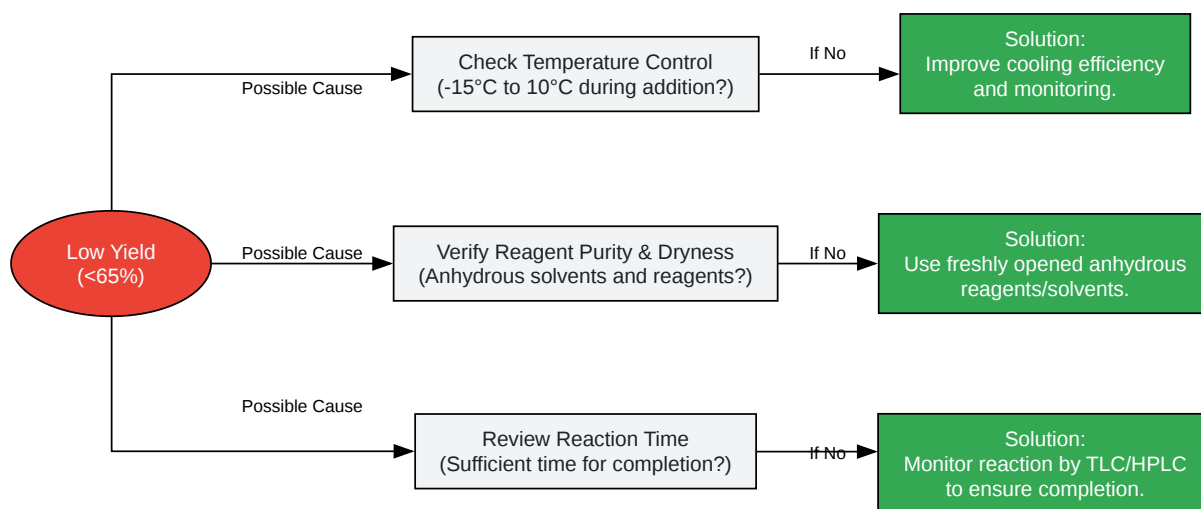 Check Temperature Control
(-15°C to 10°C during addition?)
If No
Solution:
Improve cooling efficiency
and monitoring.
Possible Cause
Low Yield
(<65%)
Possible Cause
Verify Reagent Purity & Dryness
(Anhydrous solvents and reagents?)
If No
Solution:
Use freshly opened anhydrous
reagents/solvents.
Possible Cause
Review Reaction Time
(Sufficient time for completion?)
If No
Solution:
Monitor reaction by TLC/HPLC
to ensure completion.